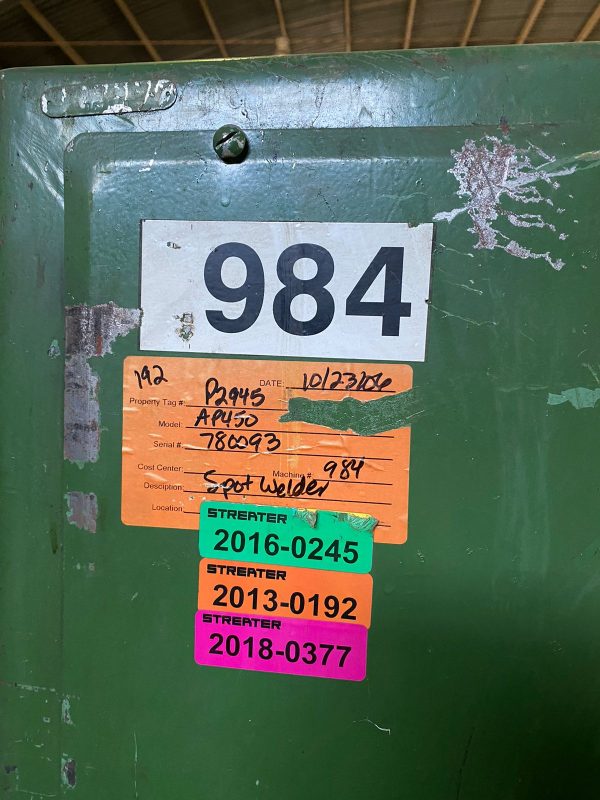 984
192
DATE: 10/23/06
Property Tag #: P2945
Model: AP450
Serial #: 780093
Cost Center:
Machine #: 984
Desciption: Spot Welder
Location:
STREATER
2016-0245
STREATER
2013-0192
STREATER
2018-0377